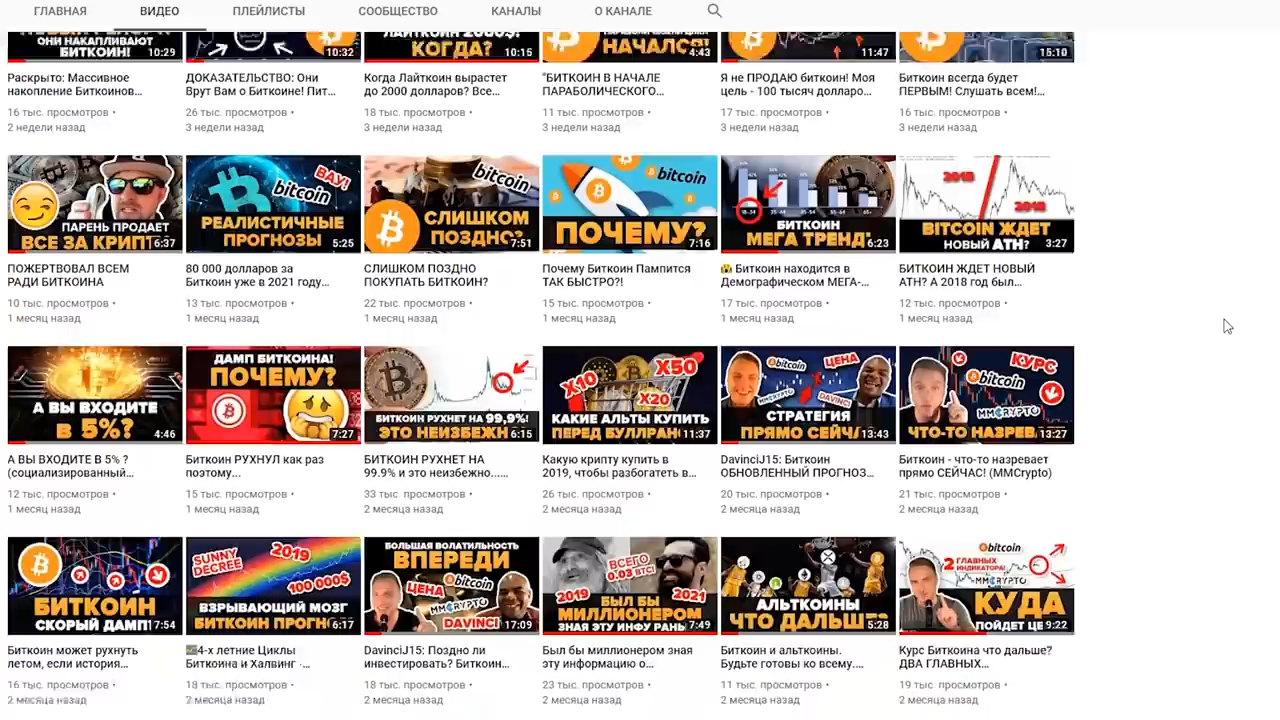 ГЛАВНАЯ ВИДЕО ПЛЕЙЛИСТЫ СООБЩЕСТВО КАНАЛЫ О КАНАЛЕ
ОНИ НАКАПЛИВАЮТ
БИТКОИН!
10:29
10:32
КОГДА?
10:15
НАЧАЛСЯ!
4:43
11:47
15:10
Раскрыто: Массивное
накопление Биткоинов…
16 тыс. просмотров •
2 недели назад
ДОКАЗАТЕЛЬСТВО: Они
Врут Вам о Биткоине! Пит…
26 тыс. просмотров •
3 недели назад
Когда Лайткоин вырастет
до 2000 долларов? Все…
18 тыс. просмотров •
3 недели назад
"БИТКОИН В НАЧАЛЕ
ПАРАБОЛИЧЕСКОГО…
11 тыс. просмотров •
3 недели назад
Я не ПРОДАЮ биткоин! Моя
цель - 100 тысяч долларо…
17 тыс. просмотров •
3 недели назад
Биткоин всегда будет
ПЕРВЫМ! Слушать всем!…
16 тыс. просмотров •
3 недели назад
ПАРЕНЬ ПРОДАЕТ
ВСЕ ЗА КРИПТ
6:37
bitcoin
ВАУ!
РЕАЛИСТИЧНЫЕ
ПРОГНОЗЫ
5:25
bitcoin
СЛИШКОМ
ПОЗДНО?
7:51
bitcoin
ПОЧЕМУ?
7:16
БИТКОИН
МЕГА ТРЕНД!
6:23
2015
2018
BITCOIN ЖДЕТ
НОВЫЙ ATH?
3:27
ПОЖЕРТВОВАЛ ВСЕМ
РАДИ БИТКОИНА
10 тыс. просмотров •
1 месяц назад
80 000 долларов за
Биткоин уже в 2021 году…
13 тыс. просмотров •
1 месяц назад
СЛИШКОМ ПОЗДНО
ПОКУПАТЬ БИТКОИН?
22 тыс. просмотров •
1 месяц назад
Почему Биткоин Пампится
ТАК БЫСТРО?!
15 тыс. просмотров •
1 месяц назад
Биткоин находится в
Демографическом МЕГА-…
17 тыс. просмотров •
1 месяц назад
БИТКОИН ЖДЕТ НОВЫЙ
ATH? А 2018 год был…
12 тыс. просмотров •
1 месяц назад
А ВЫ ВХОДИТЕ
В 5%?
4:46
ДАМП БИТКОИНА!
ПОЧЕМУ?
7:27
БИТКОИН РУХНЕТ НА 99,9%!
ЭТО НЕИЗБЕЖН
6:15
X10
X50
X20
КАКИЕ АЛЬТЫ КУПИТЬ
ПЕРЕД БУЛЛРАН
11:37
bitcoin
ЦЕНА
MMCRYPTO
DAVINCI
СТРАТЕГИЯ
ПРЯМО СЕЙЧА
13:43
КУРС
bitcoin
MMCRYPTO
ЧТО-ТО НАЗРЕВ
13:27
А ВЫ ВХОДИТЕ В 5% ?
(социализированный…
12 тыс. просмотров •
1 месяц назад
Биткоин РУХНУЛ как раз
поэтому...
15 тыс. просмотров •
1 месяц назад
БИТКОИН РУХНЕТ НА
99.9% и это неизбежно...…
33 тыс. просмотров •
2 месяца назад
Какую крипту купить в
2019, чтобы разбогатеть в…
26 тыс. просмотров •
2 месяца назад
DavinciJ15: Биткоин
ОБНОВЛЕННЫЙ ПРОГНОЗ…
20 тыс. просмотров •
2 месяца назад
Биткоин - что-то назревает
прямо СЕЙЧАС! (MMCrypto)
21 тыс. просмотров •
2 месяца назад
БИТКОИН
СКОРЫЙ ДАМП
17:54
SUNNY
DECREE
2019
400 000$
ВЗРЫВАЮЩИЙ МОЗГ
БИТКОИН ПРОГН
6:17
БОЛЬШАЯ ВОЛАТИЛЬНОСТЬ
ВПЕРЕДИ
ЦЕНА
bitcoin
MMCRYPTO
DAVINCI
17:09
ВСЕГО
0.03 BTC!
2019
2021
БЫЛ БЫ
МИЛЛИОНЕРОМ
ЗНАЯ ЭТУ ИНФУ РАНЬ
7:49
АЛЬТКОИНЫ
ЧТО ДАЛЬШ
5:28
bitcoin
2 ГЛАВНЫХ
ИНДИКАТОРА!
MMCRYPTO
КУДА
ПОЙДЕТ ЦЕ
9:22
Биткоин может рухнуть
летом, если история…
16 тыс. просмотров •
2 месяца назад
4-х летние Циклы
Биткоина и Халвинг -…
18 тыс. просмотров •
2 месяца назад
DavinciJ15: Поздно ли
инвестировать? Биткоин…
18 тыс. просмотров •
2 месяца назад
Был бы миллионером зная
эту информацию о…
23 тыс. просмотров •
2 месяца назад
Биткоин и альткоины.
Будьте готовы ко всему.…
11 тыс. просмотров •
2 месяца назад
Курс Биткоина что дальше?
ДВА ГЛАВНЫХ…
19 тыс. просмотров •
2 месяца назад